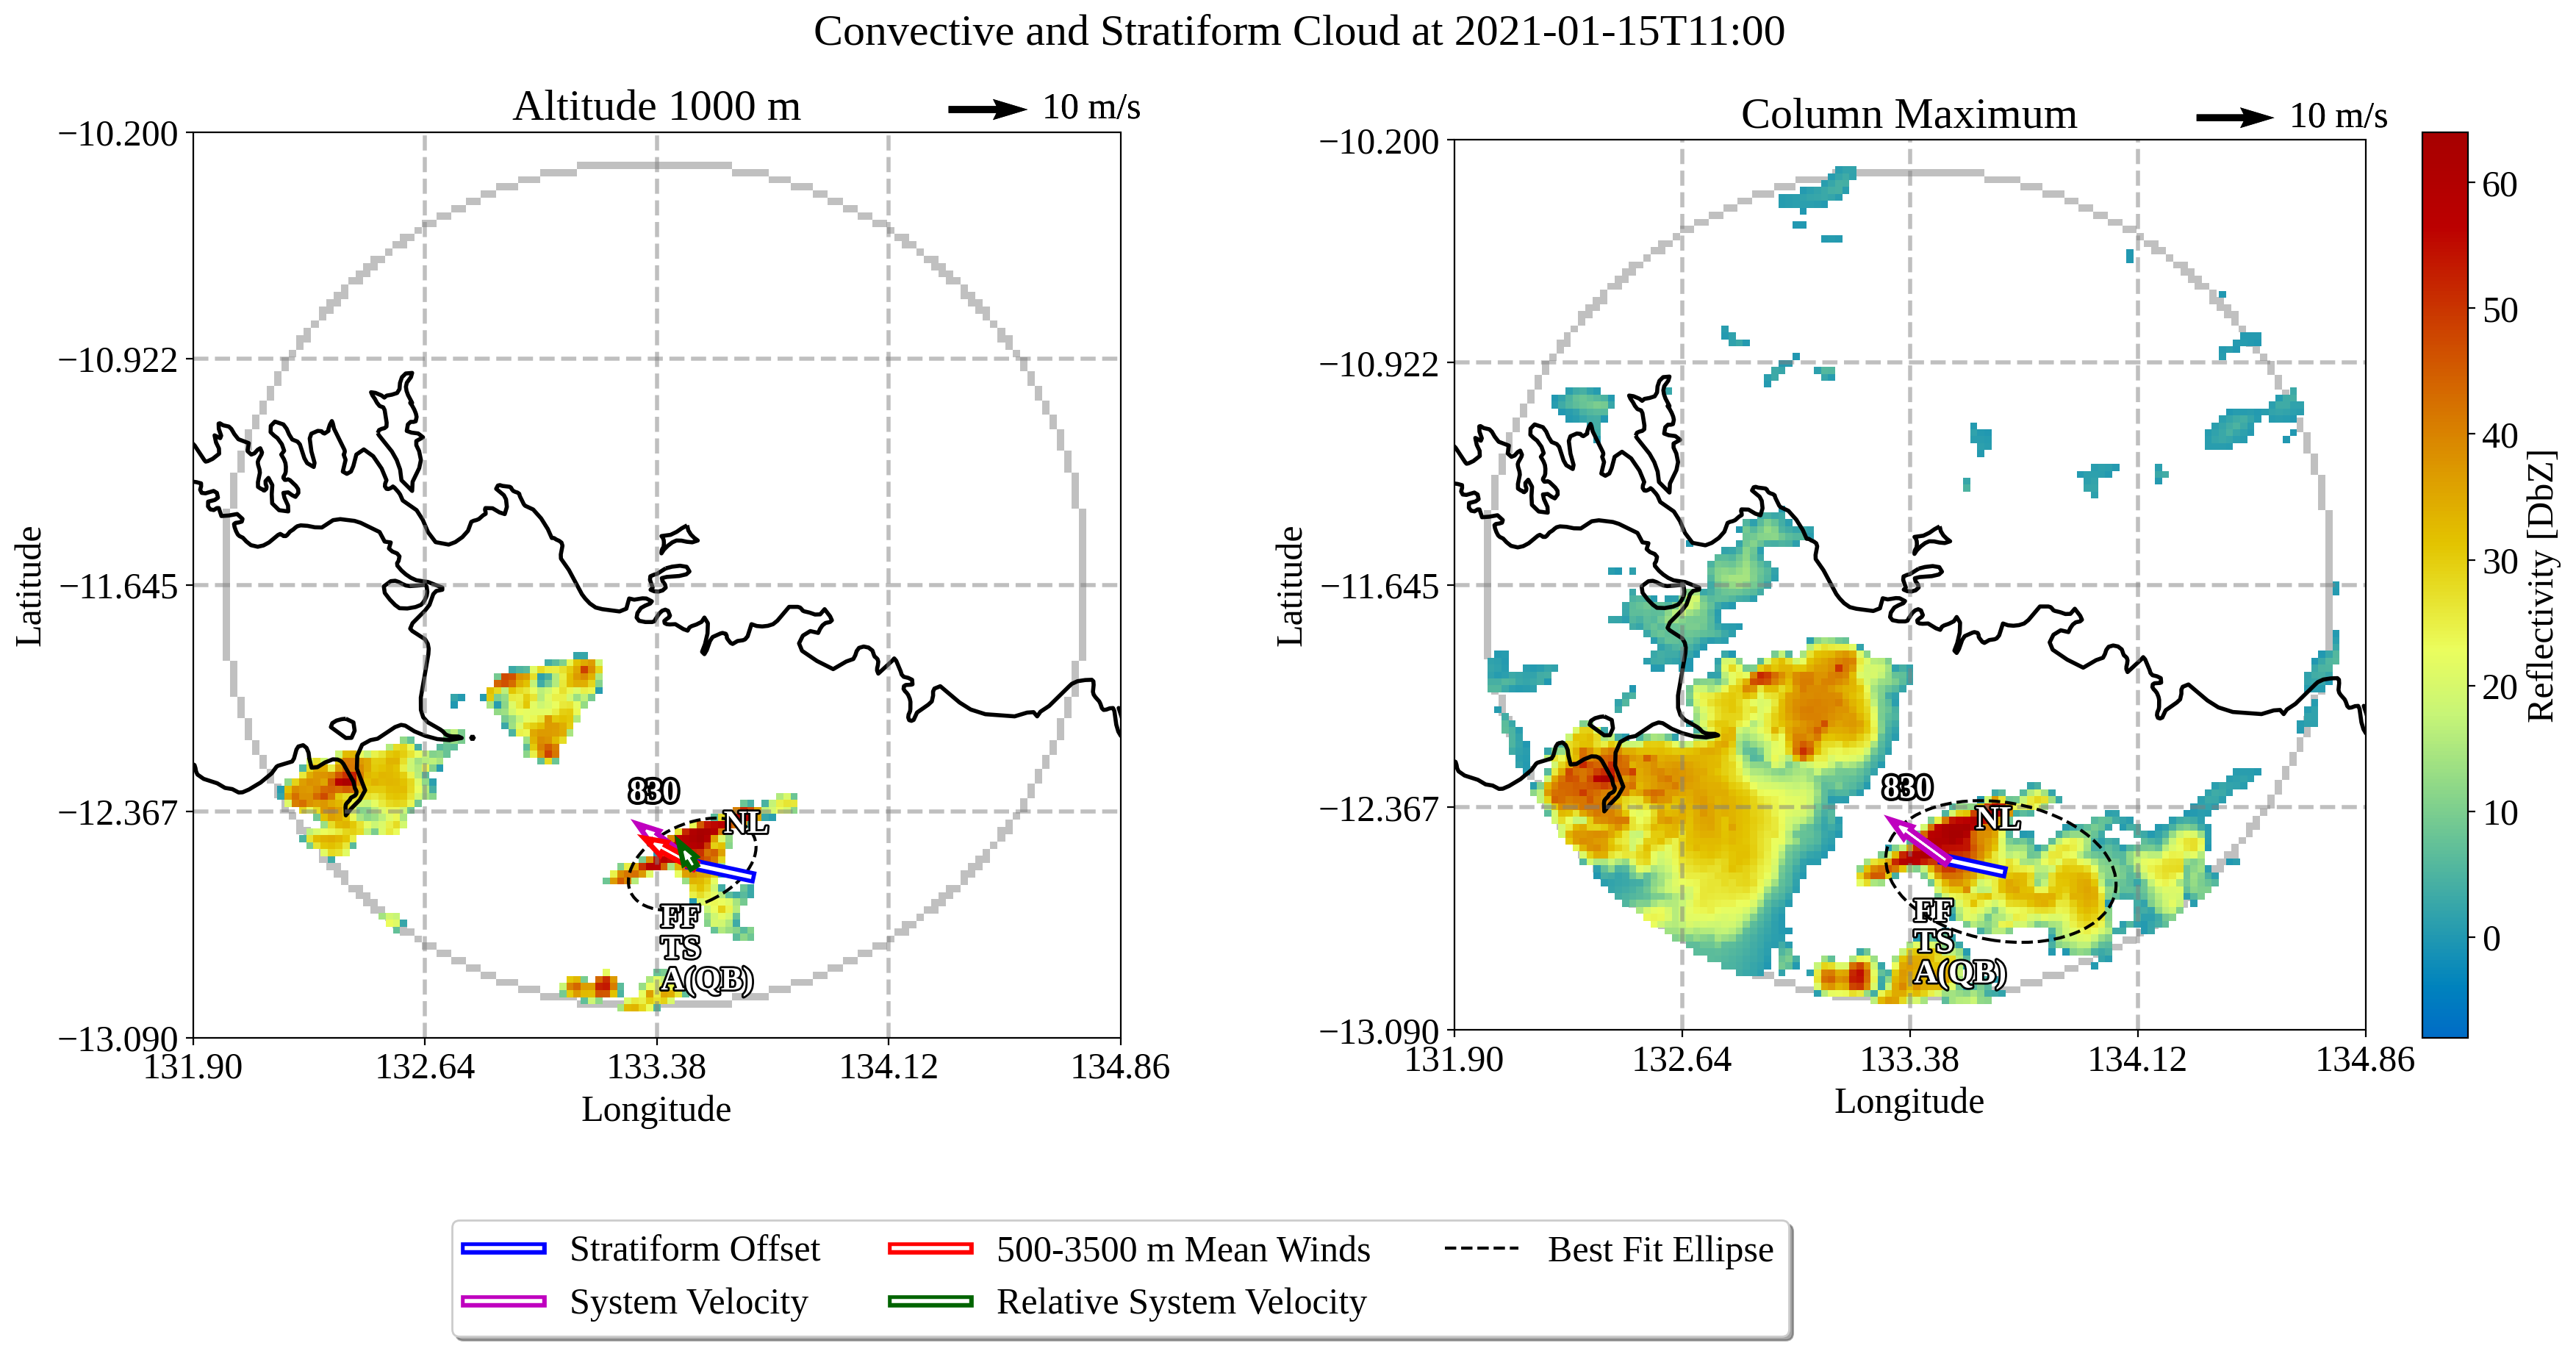 Convective and Stratiform Cloud at 2021-01-15T11:00
Altitude 1000 m
10 m/s
−10.200
−10.922
−11.645
−12.367
−13.090
Latitude
830
NL
FF
TS
A(QB)
131.90
132.64
133.38
134.12
134.86
Longitude
Column Maximum
10 m/s
−10.200
−10.922
−11.645
−12.367
−13.090
Latitude
830
NL
FF
TS
A(QB)
131.90
132.64
133.38
134.12
134.86
Longitude
60
50
40
30
20
10
0
Reflectivity [DbZ]
Stratiform Offset
System Velocity
500-3500 m Mean Winds
Relative System Velocity
Best Fit Ellipse